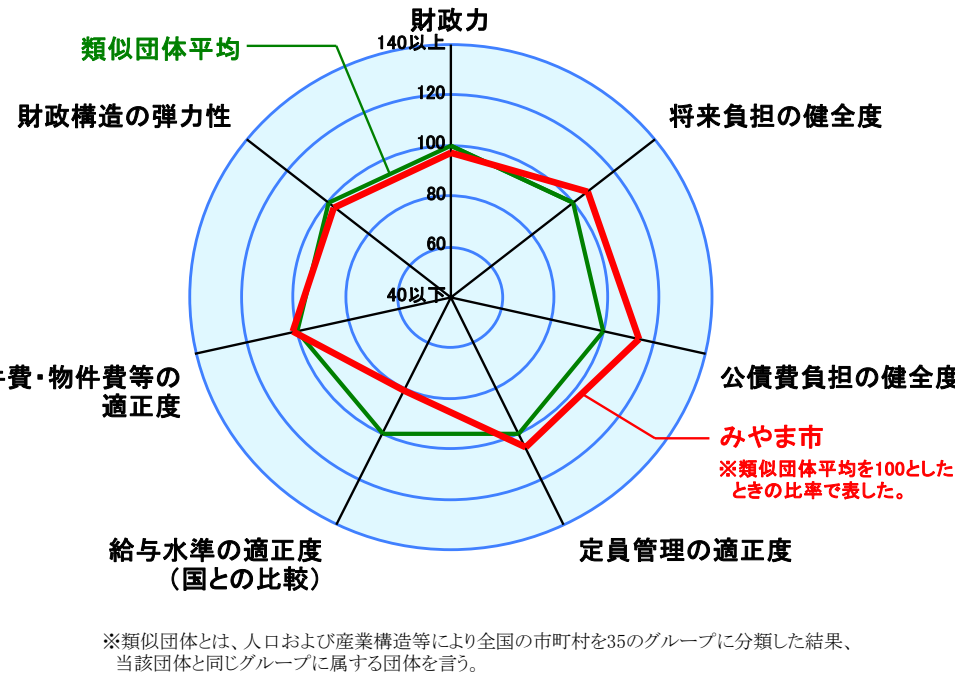 財政力
140以上
類似団体平均
120
財政構造の弾力性
将来負担の健全度
100
80
60
40以下
件費・物件費等の
適正度
公債費負担の健全度
みやま市
※類似団体平均を100とした
ときの比率で表した。
給与水準の適正度
（国との比較）
定員管理の適正度
※類似団体とは、人口および産業構造等により全国の市町村を35のグループに分類した結果、
当該団体と同じグループに属する団体を言う。